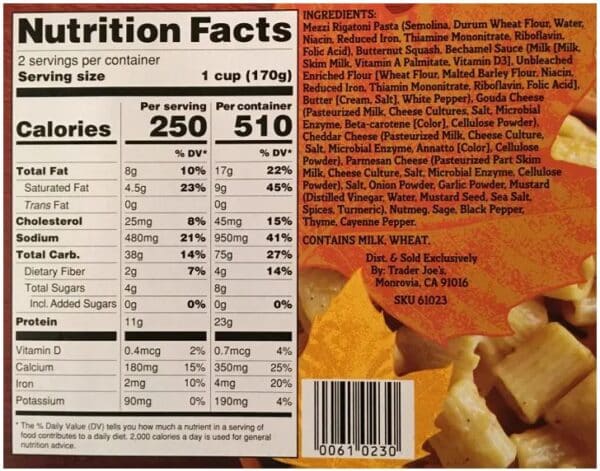 Nutrition Facts
2 servings per container
Serving size 1 cup (170g)
Per serving Per container
Calories 250 510
% DV* % DV*
Total Fat 8g 10% 17g 22%
Saturated Fat 4.5g 23% 9g 45%
Trans Fat 0g 0g
Cholesterol 25mg 8% 45mg 15%
Sodium 480mg 21% 950mg 41%
Total Carb. 38g 14% 75g 27%
Dietary Fiber 2g 7% 4g 14%
Total Sugars 4g 8g
Incl. Added Sugars 0g 0% 0g 0%
Protein 11g 23g
Vitamin D 0.4mcg 2% 0.7mcg 4%
Calcium 180mg 15% 350mg 25%
Iron 2mg 10% 4mg 20%
Potassium 90mg 0% 190mg 4%
* The % Daily Value (DV) tells you how much a nutrient in a serving of
food contributes to a daily diet. 2,000 calories a day is used for general
nutrition advice.
INGREDIENTS:
Mezzi Rigatoni Pasta (Semolina, Durum Wheat Flour, Water,
Niacin, Reduced Iron, Thiamine Mononitrate, Riboflavin,
Folic Acid), Butternut Squash, Bechamel Sauce (Milk [Milk,
Skim Milk, Vitamin A Palmitate, Vitamin D3], Unbleached
Enriched Flour [Wheat Flour, Malted Barley Flour, Niacin,
Reduced Iron, Thiamin Mononitrate, Riboflavin, Folic Acid],
Butter [Cream, Salt], White Pepper), Gouda Cheese
(Pasteurized Milk, Cheese Cultures, Salt, Microbial
Enzyme, Beta-carotene [Color], Cellulose Powder),
Cheddar Cheese (Pasteurized Milk, Cheese Culture,
Salt, Microbial Enzyme, Annatto [Color], Cellulose
Powder), Parmesan Cheese (Pasteurized Part Skim
Milk, Cheese Culture, Salt, Microbial Enzyme, Cellulose
Powder), Salt, Onion Powder, Garlic Powder, Mustard
(Distilled Vinegar, Water, Mustard Seed, Sea Salt,
Spices, Turmeric), Nutmeg, Sage, Black Pepper,
Thyme, Cayenne Pepper.
CONTAINS MILK, WHEAT.
Dist. & Sold Exclusively
By: Trader Joe's,
Monrovia, CA 91016
SKU 61023
0061 0230